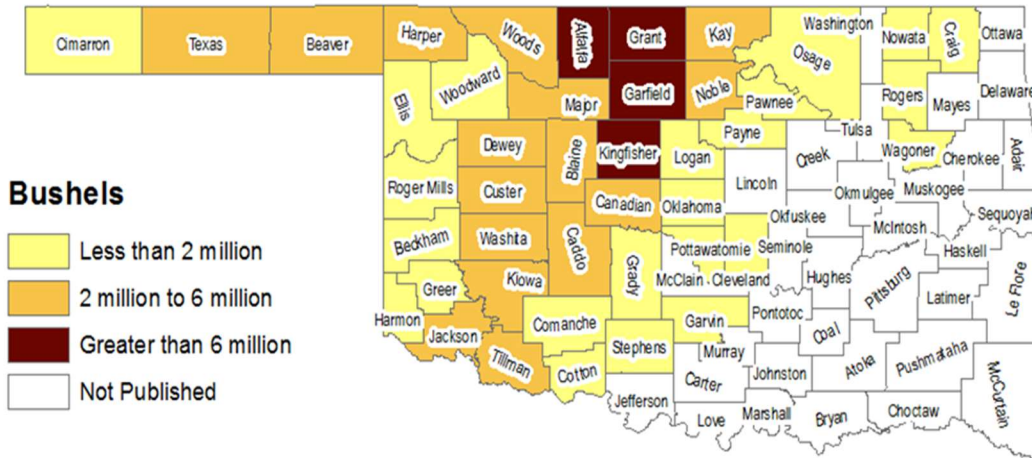 Cimarron
Texas
Beaver
Harper
Woods
Alfalfa
Grant
Kay
Washington
Osage
Nowata
Craig
Ottawa
Woodward
Ellis
Major
Garfield
Noble
Pawnee
Rogers
Mayes
Delaware
Dewey
Blaine
Kingfisher
Logan
Payne
Creek
Tulsa
Wagoner
Cherokee
Adair
Roger Mills
Custer
Canadian
Oklahoma
Lincoln
Okmulgee
Muskogee
Sequoyah
Okfuskee
McIntosh
Beckham
Washita
Caddo
Grady
Pottawatomie
Seminole
Haskell
Le Flore
Greer
Kiowa
McClain
Cleveland
Hughes
Pittsburg
Latimer
Harmon
Jackson
Comanche
Garvin
Pontotoc
Coal
Tillman
Stephens
Murray
Atoka
Pushmataha
McCurtain
Cotton
Carter
Johnston
Jefferson
Love
Marshall
Bryan
Choctaw
Bushels
Less than 2 million
2 million to 6 million
Greater than 6 million
Not Published